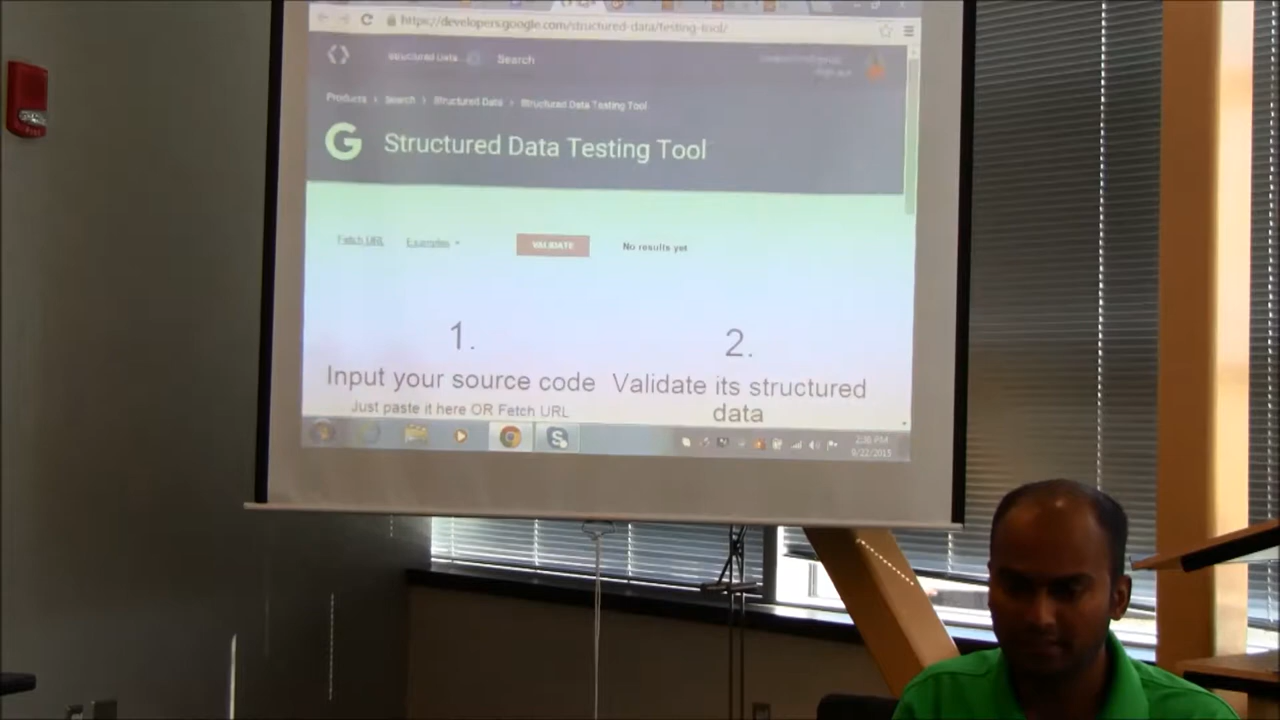 https://developers.google.com/structured-data/testing-tool/
Structured Data
Search
Products > Search > Structured Data > Structured Data Testing Tool
G Structured Data Testing Tool
Fetch URL
Examples
VALIDATE
No results yet
1.
Input your source code
Just paste it here OR Fetch URL
2.
Validate its structured
data